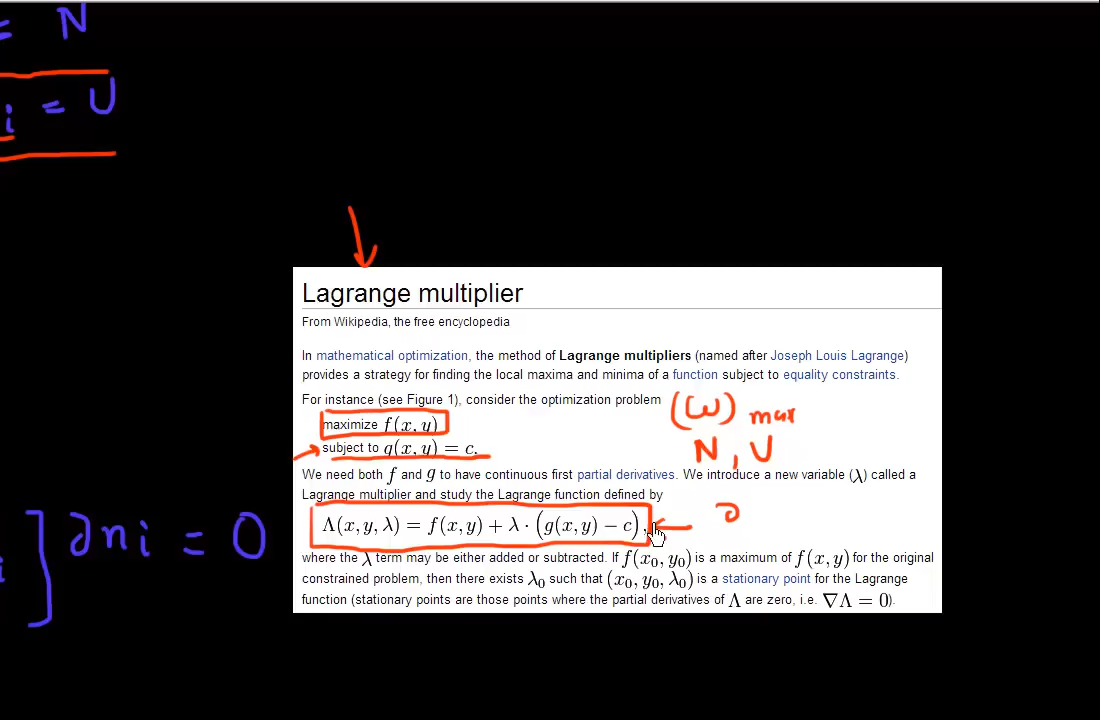 = N
i = U
Lagrange multiplier
From Wikipedia, the free encyclopedia
In mathematical optimization, the method of Lagrange multipliers (named after Joseph Louis Lagrange)
provides a strategy for finding the local maxima and minima of a function subject to equality constraints.
For instance (see Figure 1), consider the optimization problem
(ω) max
maximize f(x, y)
subject to g(x, y) = c.
N, U
We need both f and g to have continuous first partial derivatives. We introduce a new variable (λ) called a
Lagrange multiplier and study the Lagrange function defined by
Λ(x, y, λ) = f(x, y) + λ · (g(x, y) − c),
∂
i ] ∂ni = 0
where the λ term may be either added or subtracted. If f(x₀, y₀) is a maximum of f(x, y) for the original
constrained problem, then there exists λ₀ such that (x₀, y₀, λ₀) is a stationary point for the Lagrange
function (stationary points are those points where the partial derivatives of Λ are zero, i.e. ∇Λ = 0).